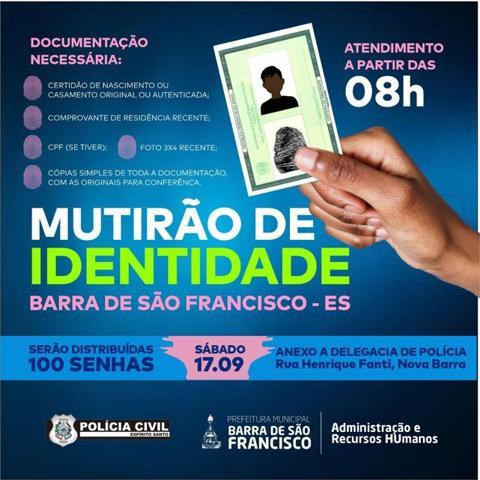 DOCUMENTAÇÃO
NECESSÁRIA:
CERTIDÃO DE NASCIMENTO OU
CASAMENTO ORIGINAL OU AUTENTICADA;
COMPROVANTE DE RESIDÊNCIA RECENTE;
CPF (SE TIVER);
FOTO 3X4 RECENTE;
CÓPIAS SIMPLES DE TODA A DOCUMENTAÇÃO,
COM AS ORIGINAIS PARA CONFERÊNCA.
ATENDIMENTO
A PARTIR DAS
08h
MUTIRÃO DE
IDENTIDADE
BARRA DE SÃO FRANCISCO - ES
SERÃO DISTRIBUÍDAS
100 SENHAS
SÁBADO
17.09
ANEXO A DELEGACIA DE POLÍCIA
Rua Henrique Fanti, Nova Barra
POLÍCIA CIVIL
ESPÍRITO SANTO
PREFEITURA MUNICIPAL
BARRA DE SÃO
FRANCISCO
Administração e
Recursos HUmanos